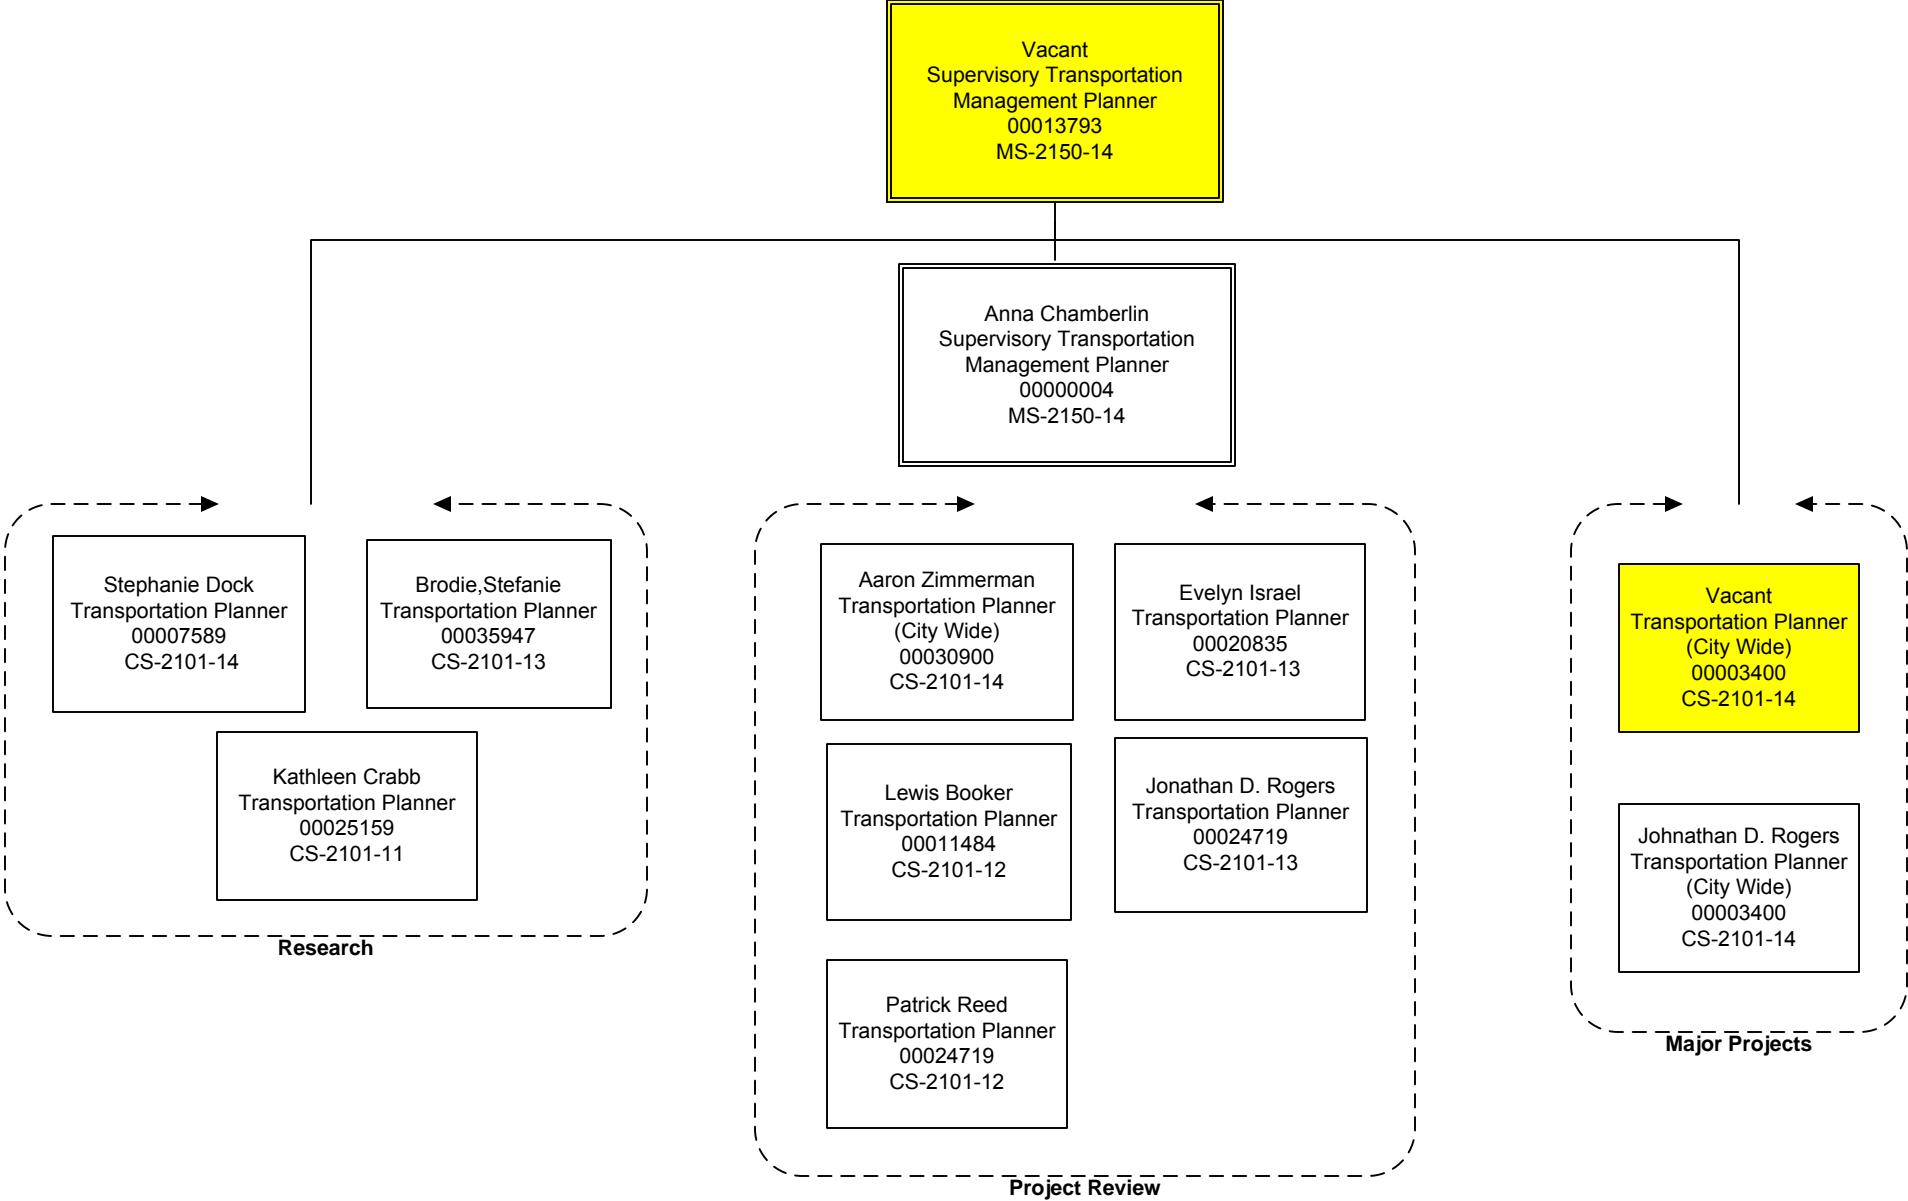 Vacant
Supervisory Transportation
Management Planner
00013793
MS-2150-14
Anna Chamberlin
Supervisory Transportation
Management Planner
00000004
MS-2150-14
Stephanie Dock
Transportation Planner
00007589
CS-2101-14
Brodie,Stefanie
Transportation Planner
00035947
CS-2101-13
Kathleen Crabb
Transportation Planner
00025159
CS-2101-11
Research
Aaron Zimmerman
Transportation Planner
(City Wide)
00030900
CS-2101-14
Evelyn Israel
Transportation Planner
00020835
CS-2101-13
Lewis Booker
Transportation Planner
00011484
CS-2101-12
Jonathan D. Rogers
Transportation Planner
00024719
CS-2101-13
Patrick Reed
Transportation Planner
00024719
CS-2101-12
Project Review
Vacant
Transportation Planner
(City Wide)
00003400
CS-2101-14
Johnathan D. Rogers
Transportation Planner
(City Wide)
00003400
CS-2101-14
Major Projects